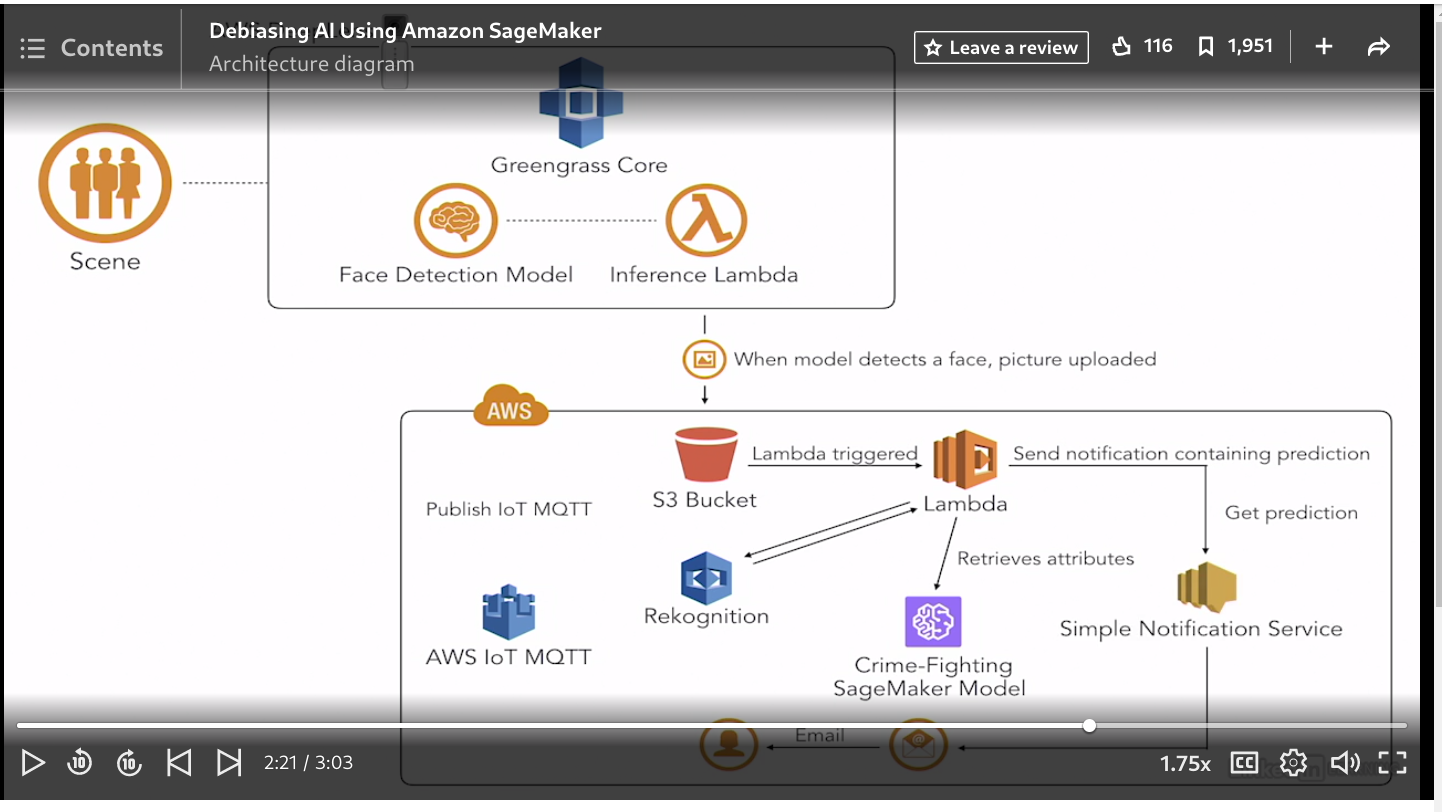 Contents
Debiasing AI Using Amazon SageMaker
Architecture diagram
Leave a review
116
1,951
Greengrass Core
Scene
Face Detection Model
Inference Lambda
When model detects a face, picture uploaded
AWS
Lambda triggered
Send notification containing prediction
S3 Bucket
Lambda
Publish IoT MQTT
Get prediction
Retrieves attributes
Rekognition
Simple Notification Service
AWS IoT MQTT
Crime-Fighting
SageMaker Model
Email
10
10
2:21 / 3:03
1.75x
CC